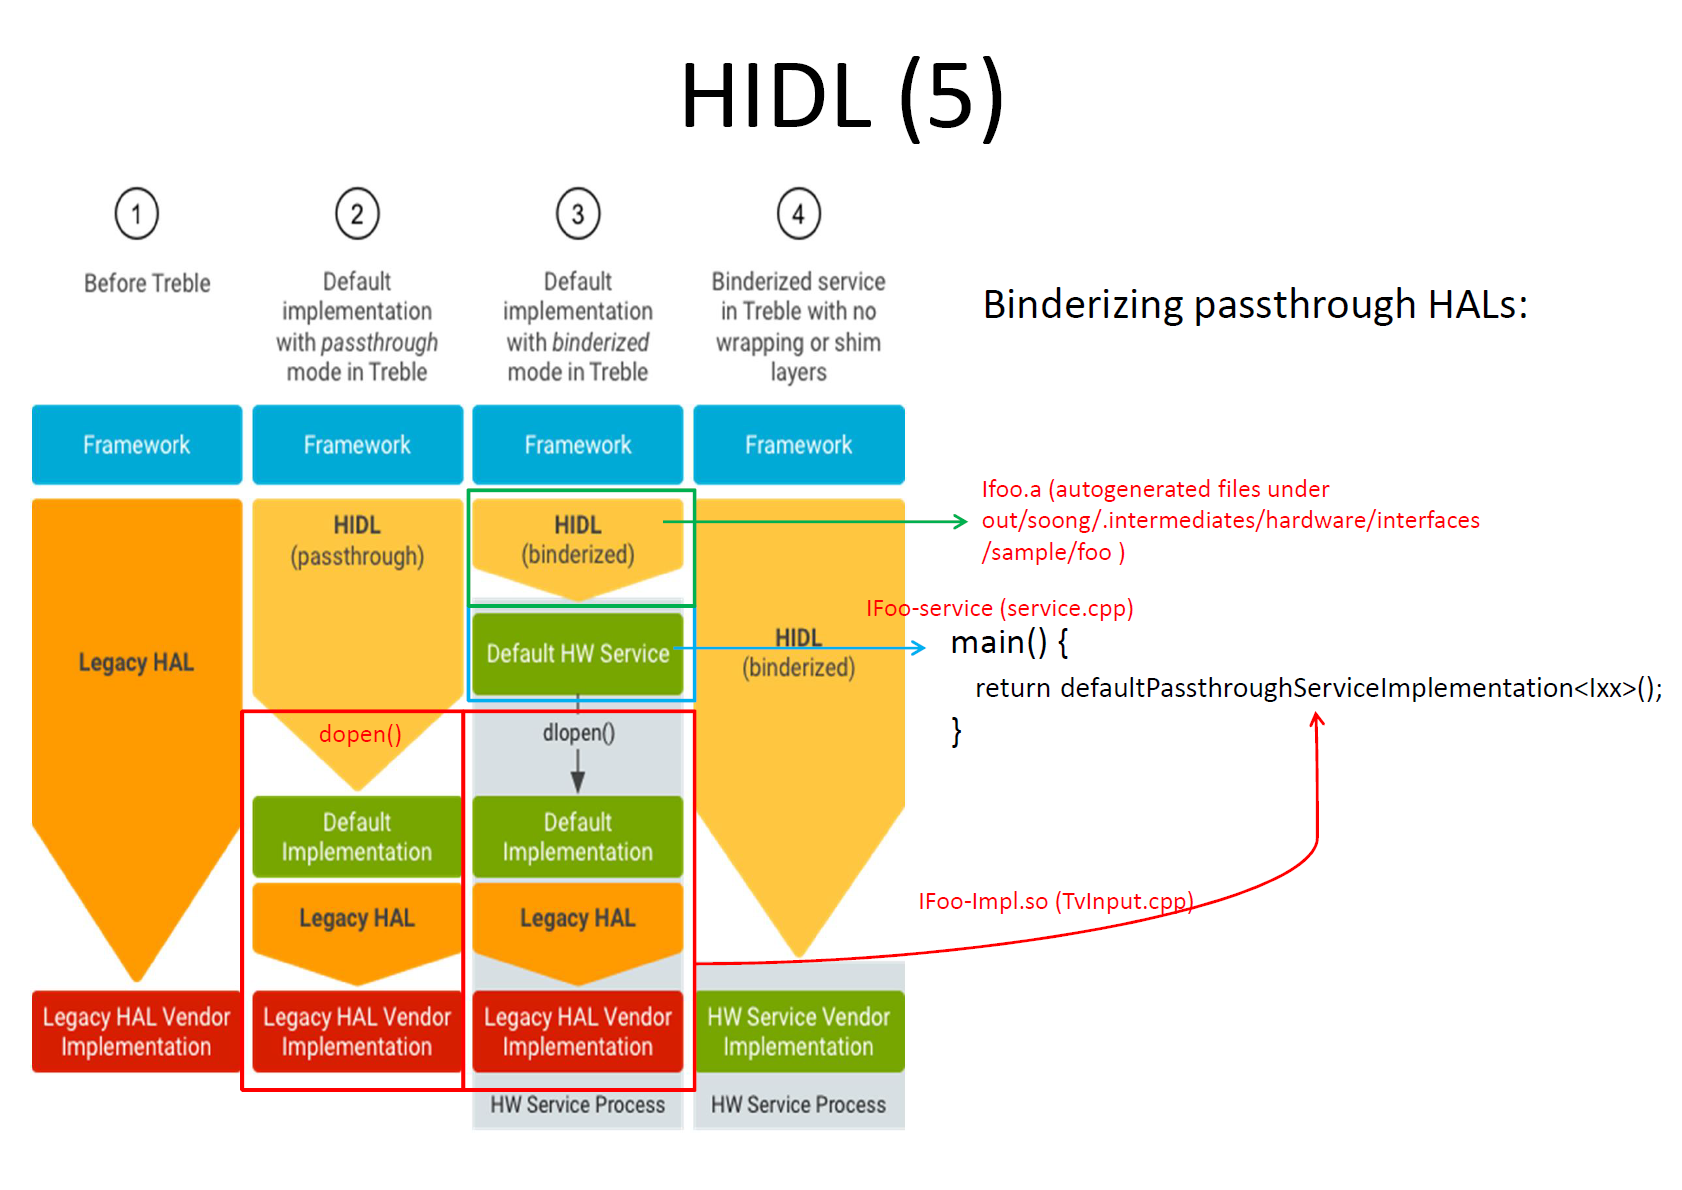 HIDL (5)
1
Before Treble
2
Default
implementation
with passthrough
mode in Treble
3
Default
implementation
with binderized
mode in Treble
4
Binderized service
in Treble with no
wrapping or shim
layers
Binderizing passthrough HALs:
Framework
Framework
Framework
Framework
Legacy HAL
Legacy HAL Vendor
Implementation
HIDL
(passthrough)
dopen()
Default
Implementation
Legacy HAL
Legacy HAL Vendor
Implementation
HIDL
(binderized)
Default HW Service
dlopen()
Default
Implementation
Legacy HAL
Legacy HAL Vendor
Implementation
HW Service Process
HIDL
(binderized)
HW Service Vendor
Implementation
HW Service Process
Ifoo.a (autogenerated files under
out/soong/.intermediates/hardware/interfaces
/sample/foo )
IFoo-service (service.cpp)
main() {
return defaultPassthroughServiceImplementation<Ixx>();
}
IFoo-Impl.so (TvInput.cpp)